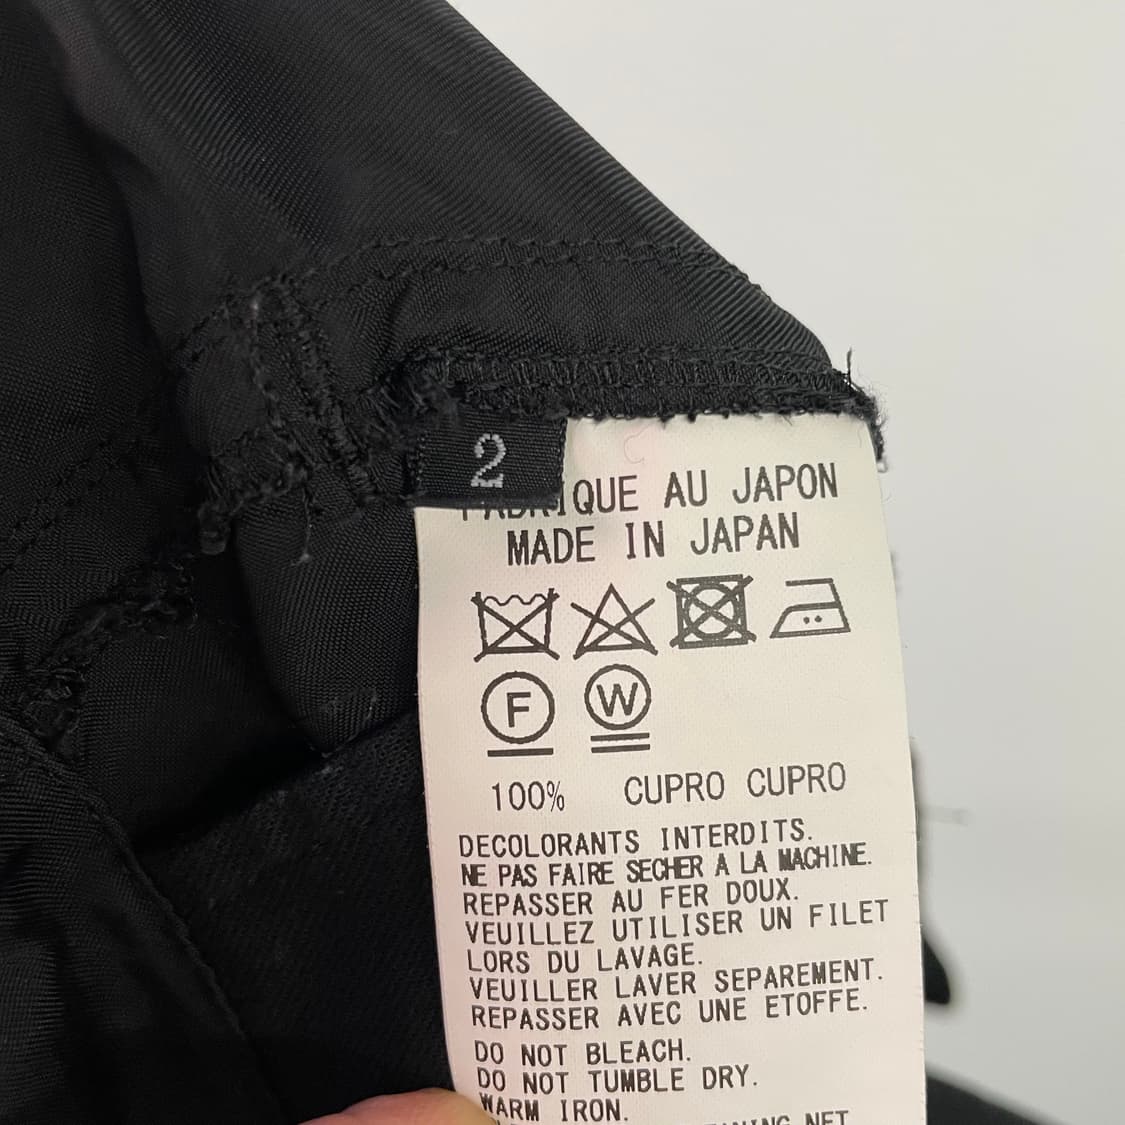 2
QUE AU JAPON
MADE IN JAPAN
F
W
100% CUPRO CUPRO
DECOLORANTS INTERDITS.
NE PAS FAIRE SECHER A LA MACHINE.
REPASSER AU FER DOUX.
VEUILLEZ UTILISER UN FILET
LORS DU LAVAGE.
VEUILLER LAVER SEPAREMENT.
REPASSER AVEC UNE ETOFFE.
DO NOT BLEACH.
DO NOT TUMBLE DRY.
WARM IRON.
NET